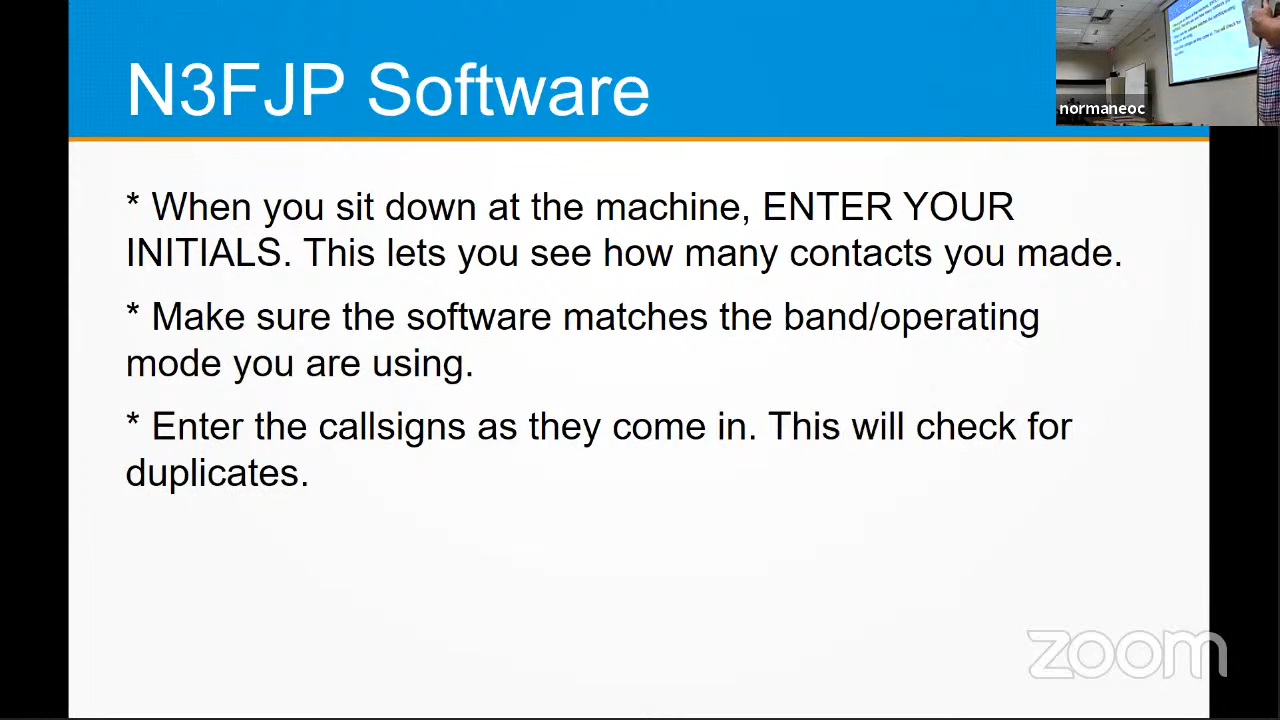 N3FJP Software
normaneoc
* When you sit down at the machine, ENTER YOUR
INITIALS. This lets you see how many contacts you made.
* Make sure the software matches the band/operating
mode you are using.
* Enter the callsigns as they come in. This will check for
duplicates.
zoom